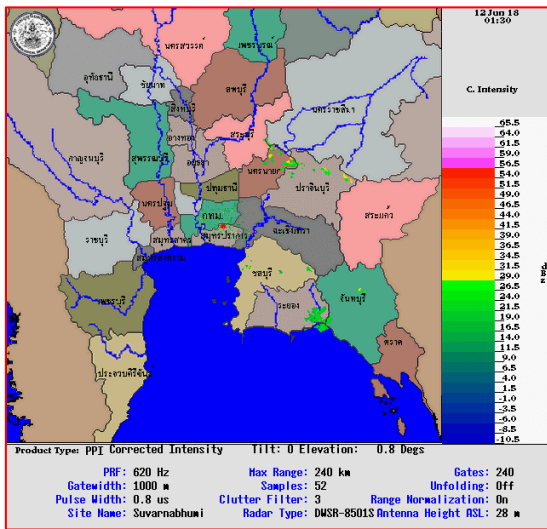 12 Jun 18
01:30
C. Intensity
นครสวรรค์
เพชรบูรณ์
อุทัยธานี
ชัยนาท
ลพบุรี
สิงห์บุรี
นครราชสีมา
อ่างทอง
สระบุรี
กาญจนบุรี
สุพรรณบุรี
อยุธยา
นครนายก
ปราจีนบุรี
ปทุมธานี
นครปฐม
กทม.
สระแก้ว
ฉะเชิงเทรา
ราชบุรี
สมุทรสาคร
สมุทรปราการ
สมุทรสงคราม
ชลบุรี
เพชรบุรี
ระยอง
จันทบุรี
ตราด
ประจวบคีรีขันธ์
65.5
64.0
60.0
56.5
54.0
51.5
49.0
46.5
44.0
41.5
39.0
36.5
34.0
31.5
29.0
26.5
24.0
21.5
19.0
16.5
14.0
11.5
9.0
6.5
4.0
1.5
-1.0
-3.5
-6.0
-8.5
-10.5
Product Type: PPI Corrected Intensity Tilt: 0 Elevation: 0.8 Degs
PRF: 620 Hz Max Range: 240 km Gates: 240
Gatewidth: 1000 m Samples: 52 Unfolding: Off
Pulse Width: 0.8 us Clutter Filter: 3 Range Normalization: On
Site Name: Suvarnabhumi Radar Type: DWSR-8501S Antenna Height ASL: 28 m